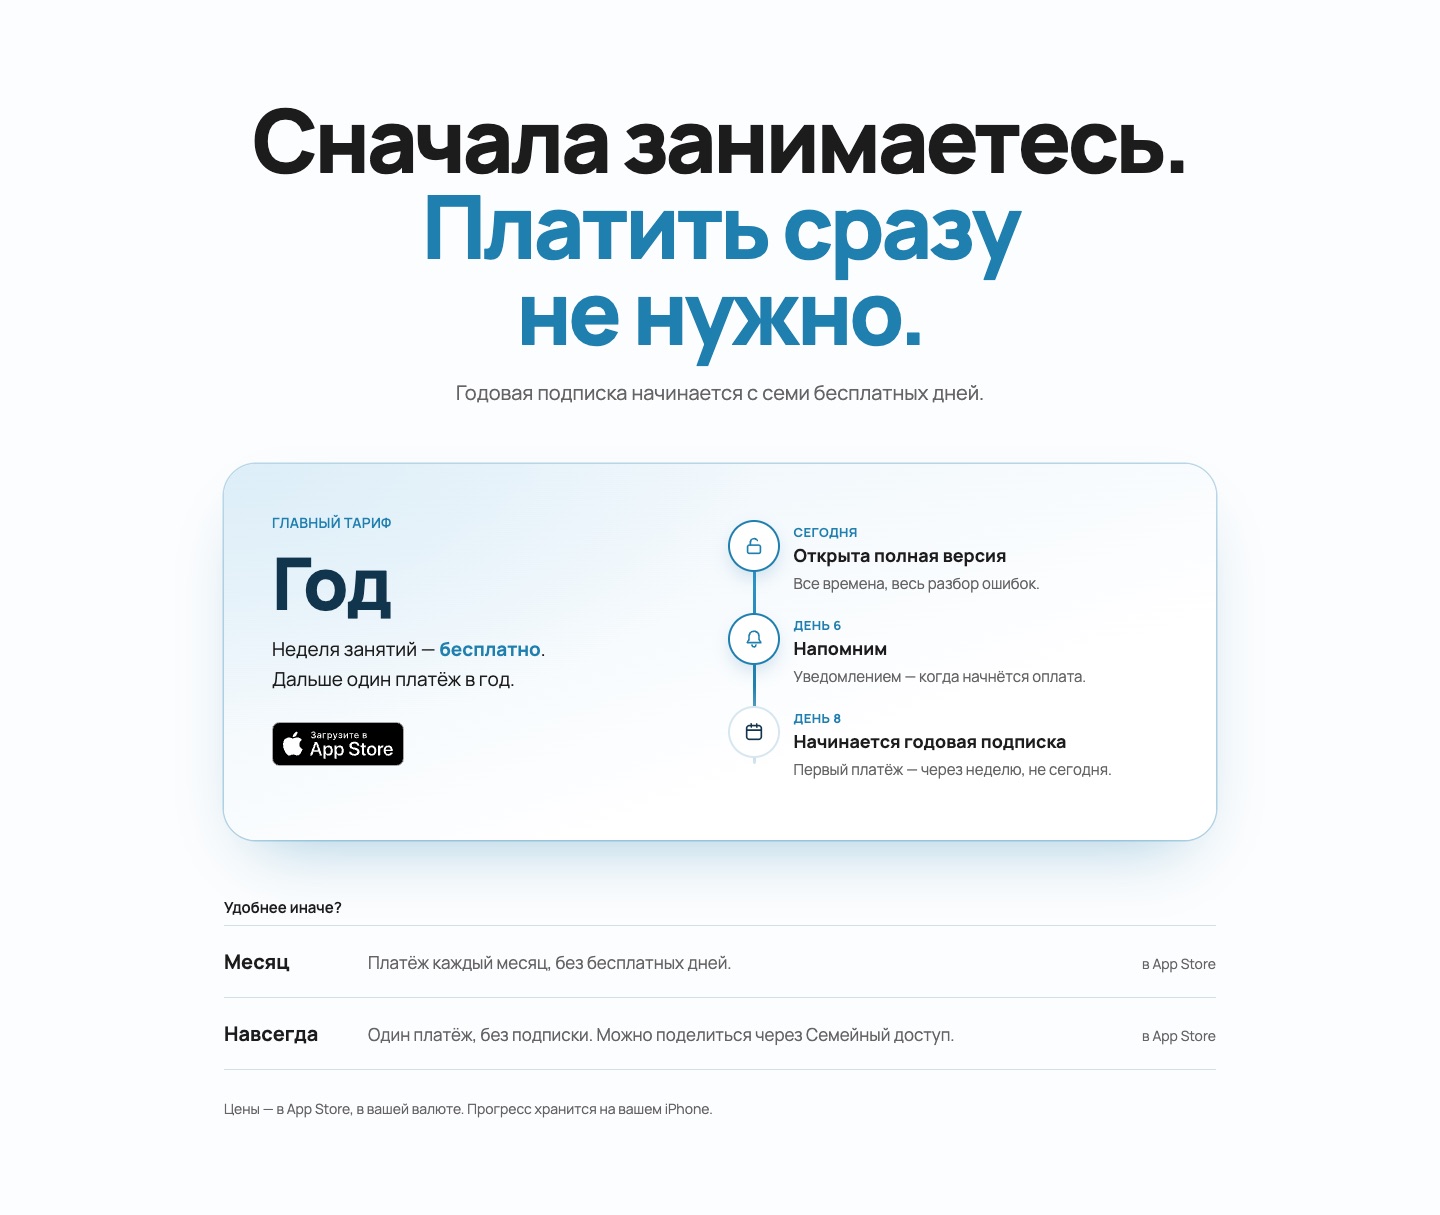 Сначала занимаетесь.
Платить сразу
не нужно.
Годовая подписка начинается с семи бесплатных дней.
ГЛАВНЫЙ ТАРИФ
Год
Неделя занятий — бесплатно.
Дальше один платёж в год.
Загрузите в
App Store
СЕГОДНЯ
Открыта полная версия
Все времена, весь разбор ошибок.
ДЕНЬ 6
Напомним
Уведомлением — когда начнётся оплата.
ДЕНЬ 8
Начинается годовая подписка
Первый платёж — через неделю, не сегодня.
Удобнее иначе?
Месяц
Платёж каждый месяц, без бесплатных дней.
в App Store
Навсегда
Один платёж, без подписки. Можно поделиться через Семейный доступ.
в App Store
Цены — в App Store, в вашей валюте. Прогресс хранится на вашем iPhone.